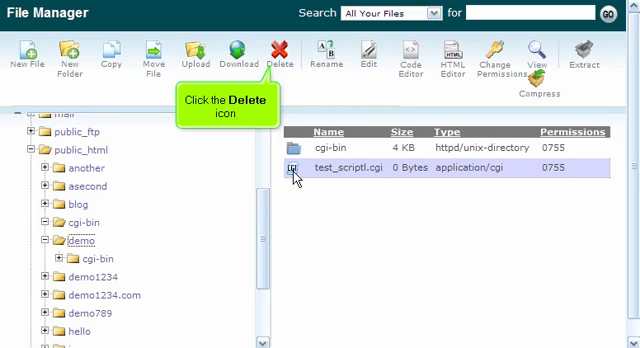 File Manager
Search All Your Files for GO
New File New Folder Copy Move File Upload Download Delete Rename Edit Code Editor HTML Editor Change Permissions View Extract
Compress
Click the Delete
icon
Name Size Type Permissions
cgi-bin 4 KB httpd/unix-directory 0755
test_script1.cgi 0 Bytes application/cgi 0755
mail
public_ftp
public_html
another
asecond
blog
cgi-bin
demo
cgi-bin
demo1234
demo1234.com
demo789
hello